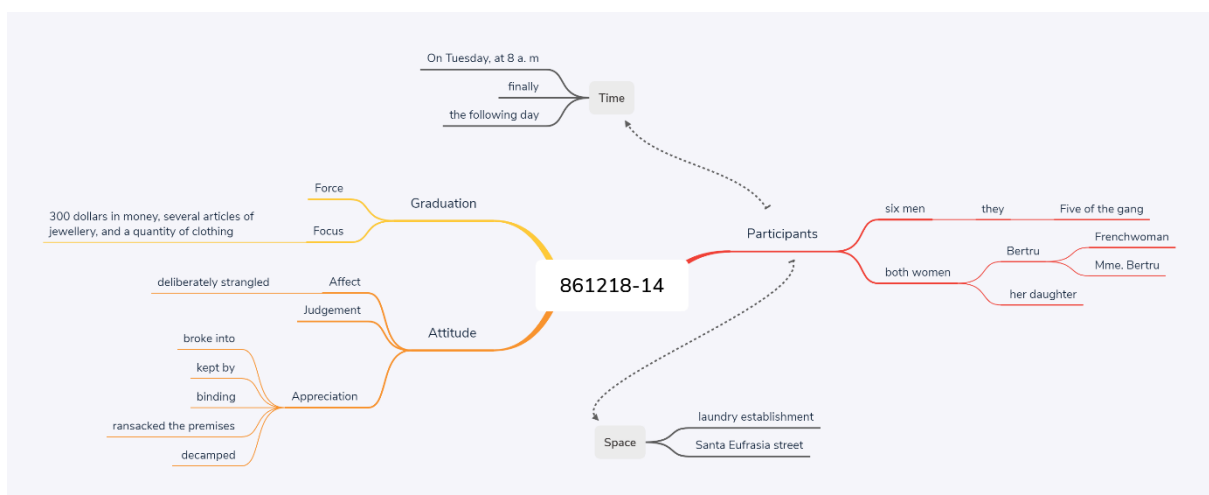 On Tuesday, at 8 a. m
finally
the following day
Time
Force
300 dollars in money, several articles of
jewellery, and a quantity of clothing
Focus
Graduation
deliberately strangled
Affect
Judgement
Attitude
broke into
kept by
binding
ransacked the premises
decamped
Appreciation
861218-14
Participants
six men
they
Five of the gang
both women
Bertru
Frenchwoman
Mme. Bertru
her daughter
Space
laundry establishment
Santa Eufrasia street